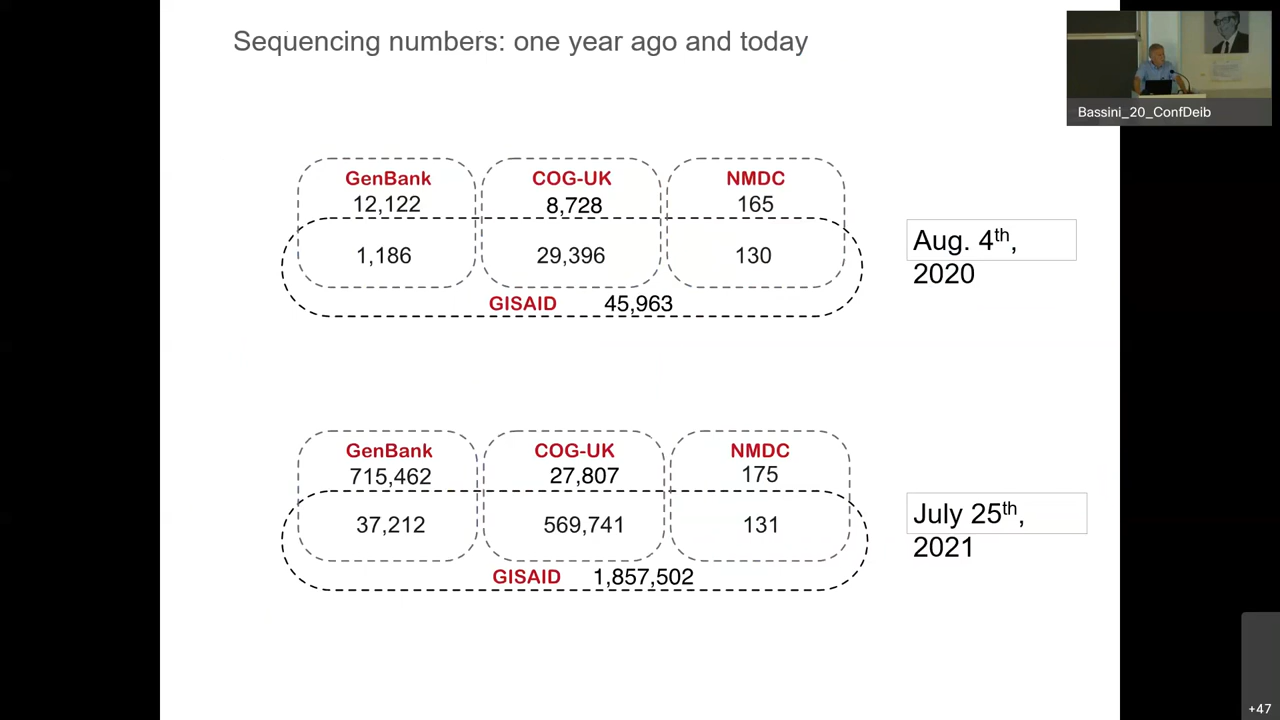 Sequencing numbers: one year ago and today
Bassini_20_ConfDeib
GenBank COG-UK NMDC
12,122 8,728 165
1,186 29,396 130
GISAID 45,963
Aug. 4th,
2020
GenBank COG-UK NMDC
715,462 27,807 175
37,212 569,741 131
GISAID 1,857,502
July 25th,
2021
+47